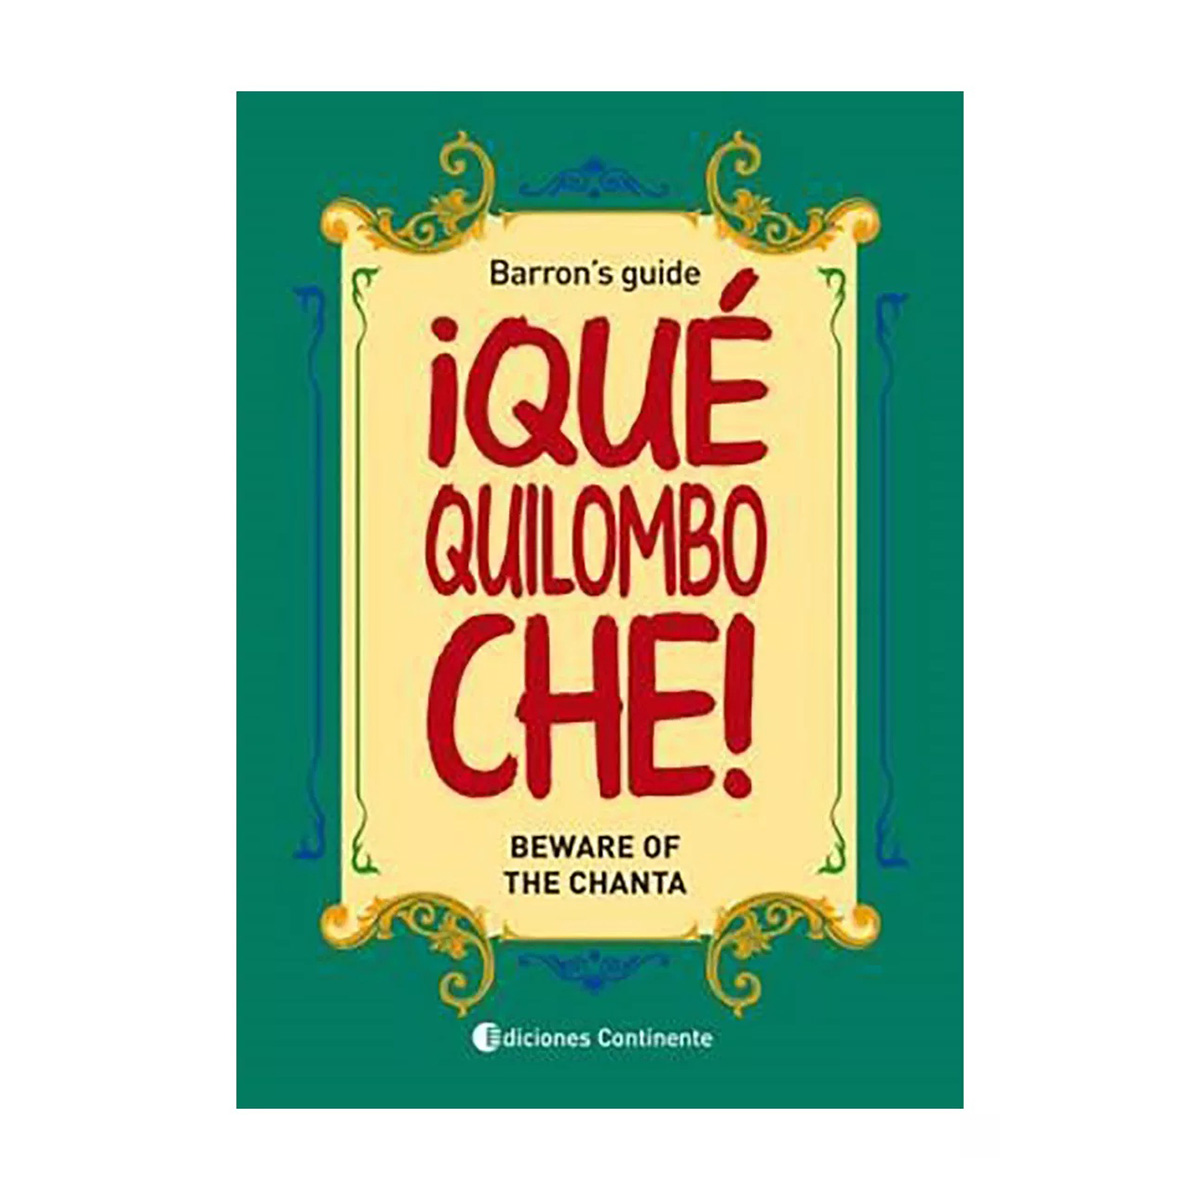 Barron's guide
¡QUÉ
QUILOMBO
CHE!
BEWARE OF
THE CHANTA
Ediciones Continente